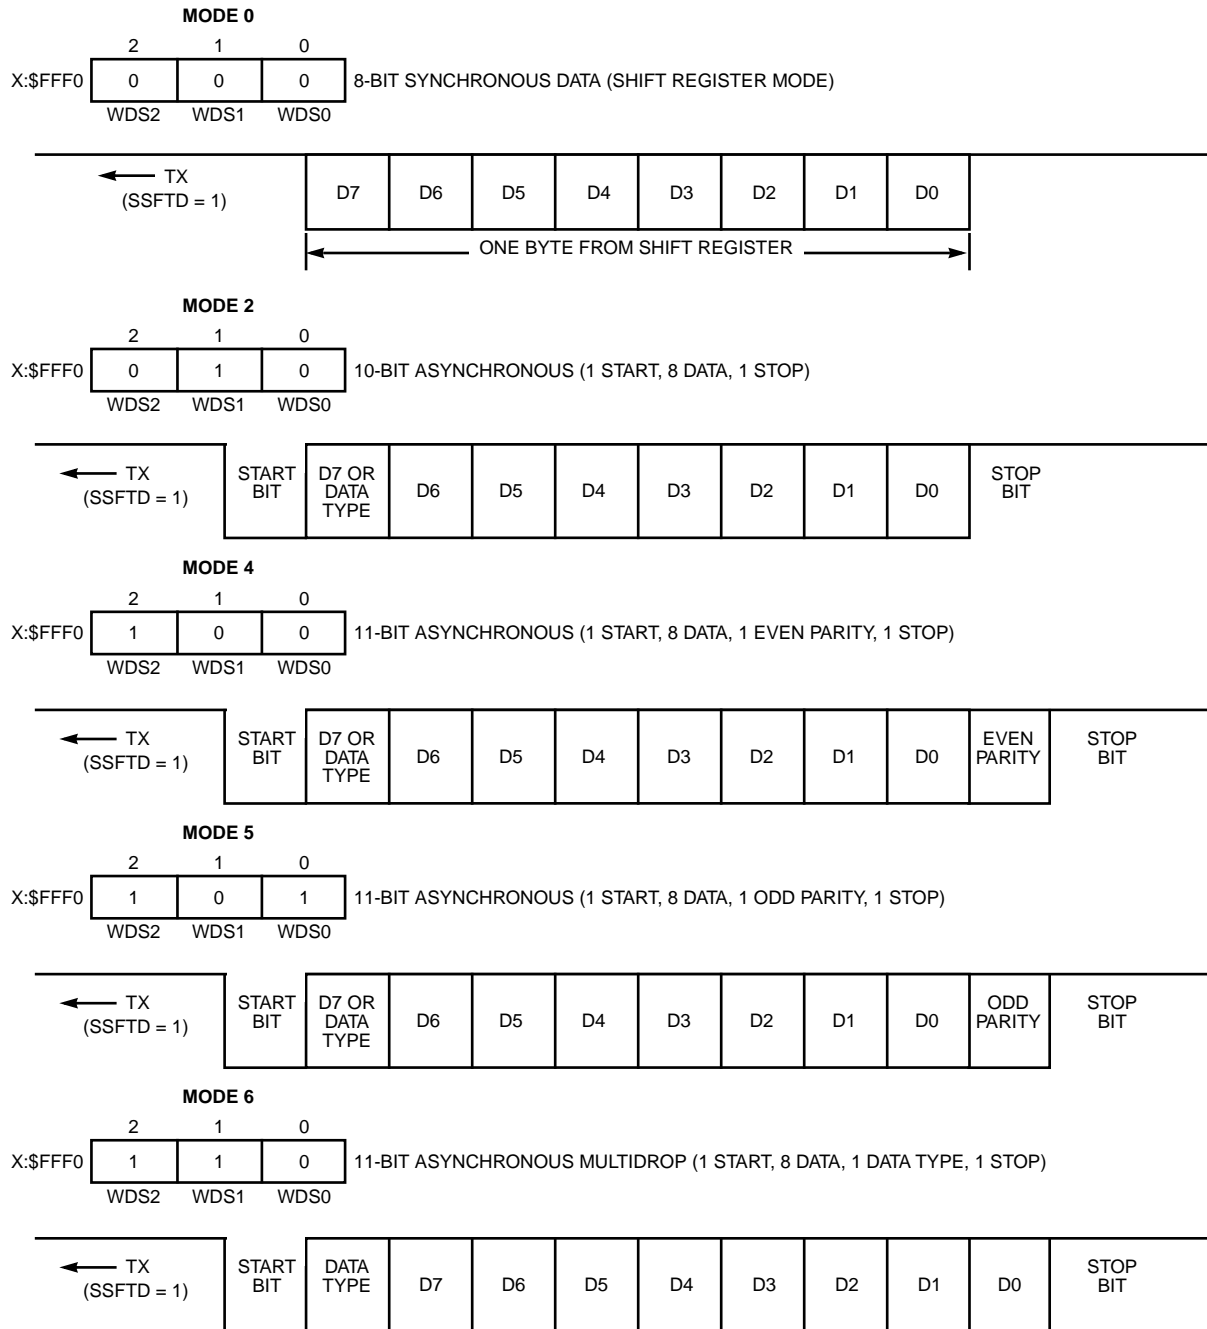 MODE 0
2 1 0
X:$FFF0 0 0 0 8-BIT SYNCHRONOUS DATA (SHIFT REGISTER MODE)
WDS2 WDS1 WDS0
TX
(SSFTD = 1)
D7 D6 D5 D4 D3 D2 D1 D0
ONE BYTE FROM SHIFT REGISTER
MODE 2
2 1 0
X:$FFF0 0 1 0 10-BIT ASYNCHRONOUS (1 START, 8 DATA, 1 STOP)
WDS2 WDS1 WDS0
TX
(SSFTD = 1)
START
BIT
D7 OR
DATA
TYPE
D6 D5 D4 D3 D2 D1 D0
STOP
BIT
MODE 4
2 1 0
X:$FFF0 1 0 0 11-BIT ASYNCHRONOUS (1 START, 8 DATA, 1 EVEN PARITY, 1 STOP)
WDS2 WDS1 WDS0
TX
(SSFTD = 1)
START
BIT
D7 OR
DATA
TYPE
D6 D5 D4 D3 D2 D1 D0
EVEN
PARITY
STOP
BIT
MODE 5
2 1 0
X:$FFF0 1 0 1 11-BIT ASYNCHRONOUS (1 START, 8 DATA, 1 ODD PARITY, 1 STOP)
WDS2 WDS1 WDS0
TX
(SSFTD = 1)
START
BIT
D7 OR
DATA
TYPE
D6 D5 D4 D3 D2 D1 D0
ODD
PARITY
STOP
BIT
MODE 6
2 1 0
X:$FFF0 1 1 0 11-BIT ASYNCHRONOUS MULTIDROP (1 START, 8 DATA, 1 DATA TYPE, 1 STOP)
WDS2 WDS1 WDS0
TX
(SSFTD = 1)
START
BIT
DATA
TYPE
D7 D6 D5 D4 D3 D2 D1 D0
STOP
BIT